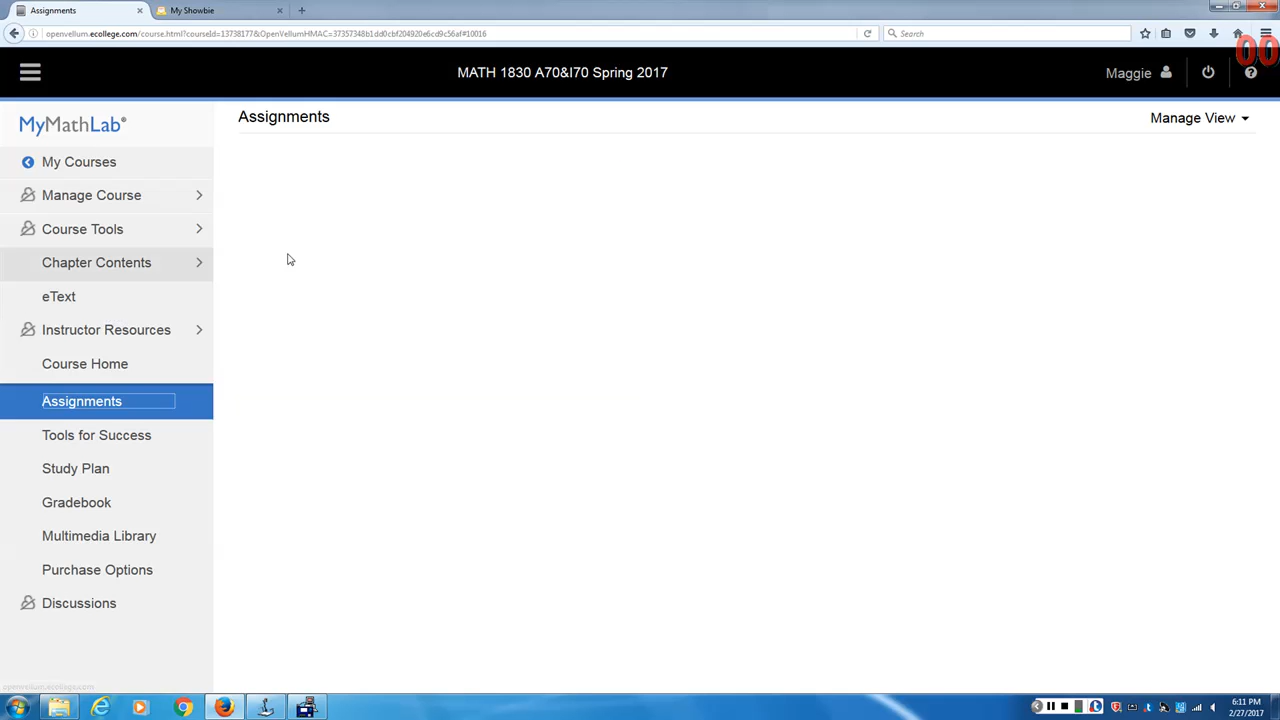 Assignments
My Showbie
openvellum.ecollege.com/course.html?courseId=13738177&OpenVellumHMAC=37357348b1dd0cbf204920e6cd9c56af#10016
Search
00
MATH 1830 A70&I70 Spring 2017
Maggie
MyMathLab®
Assignments
Manage View
My Courses
Manage Course
Course Tools
Chapter Contents
eText
Instructor Resources
Course Home
Assignments
Tools for Success
Study Plan
Gradebook
Multimedia Library
Purchase Options
Discussions
openvellum.ecollege.com
6:11 PM
2/27/2017